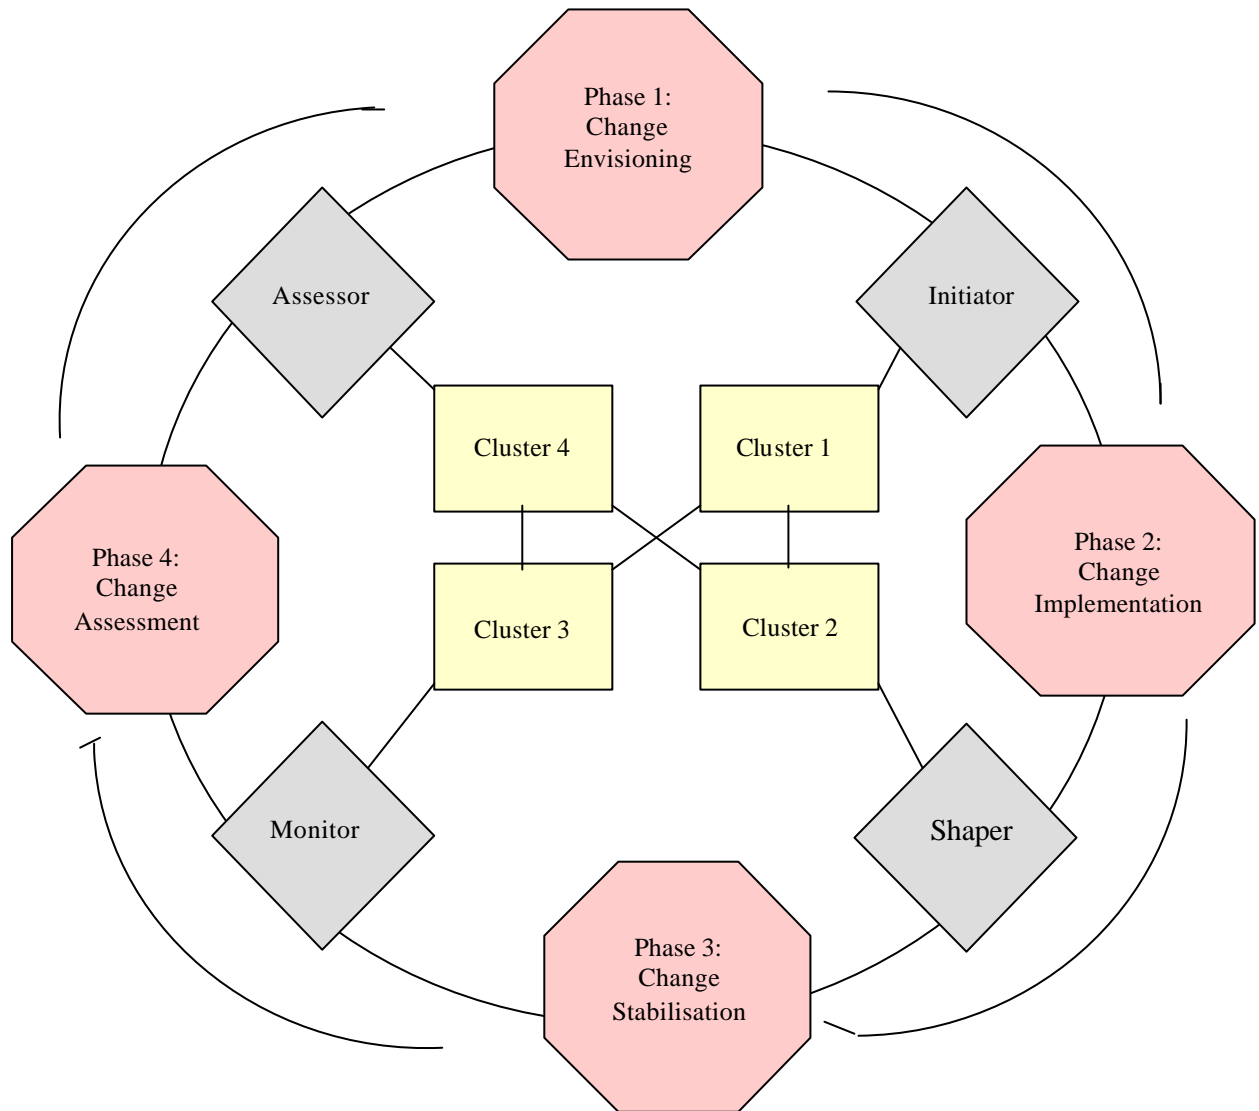 Phase 1:
Change
Envisioning
Assessor
Initiator
Cluster 4
Cluster 1
Phase 4:
Change
Assessment
Phase 2:
Change
Implementation
Cluster 3
Cluster 2
Monitor
Shaper
Phase 3:
Change
Stabilisation